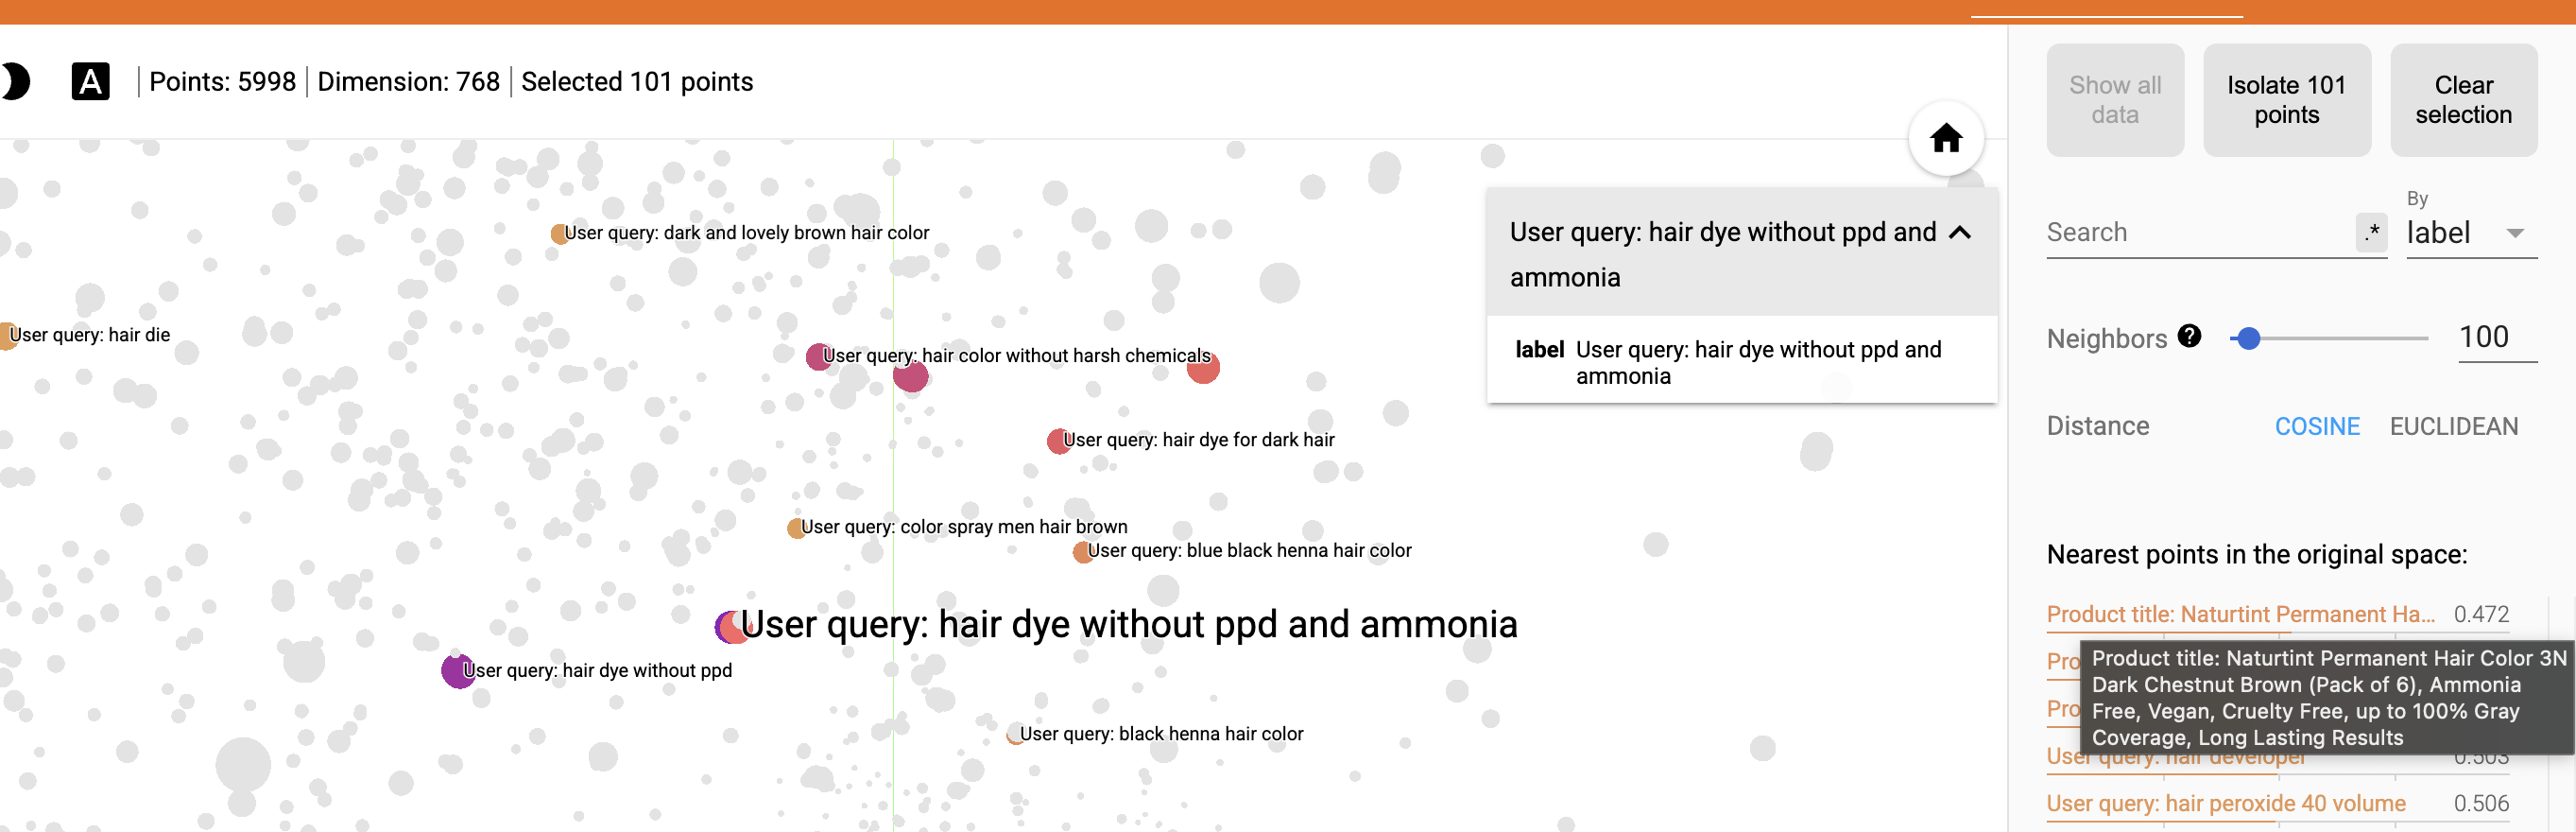 A
Points: 5998 | Dimension: 768 | Selected 101 points
Show all data
Isolate 101 points
Clear selection
User query: dark and lovely brown hair color
User query: hair die
User query: hair color without harsh chemicals
User query: hair dye for dark hair
User query: color spray men hair brown
User query: blue black henna hair color
User query: hair dye without ppd and ammonia
User query: hair dye without ppd
User query: black henna hair color
User query: hair dye without ppd and
ammonia
label User query: hair dye without ppd and
ammonia
By
Search .* label
Neighbors ? 100
Distance COSINE EUCLIDEAN
Nearest points in the original space:
Product title: Naturtint Permanent Ha... 0.472
Pro
Pro
Product title: Naturtint Permanent Hair Color 3N
Dark Chestnut Brown (Pack of 6), Ammonia
Free, Vegan, Cruelty Free, up to 100% Gray
Coverage, Long Lasting Results
User query: hair developer 0.503
User query: hair peroxide 40 volume 0.506